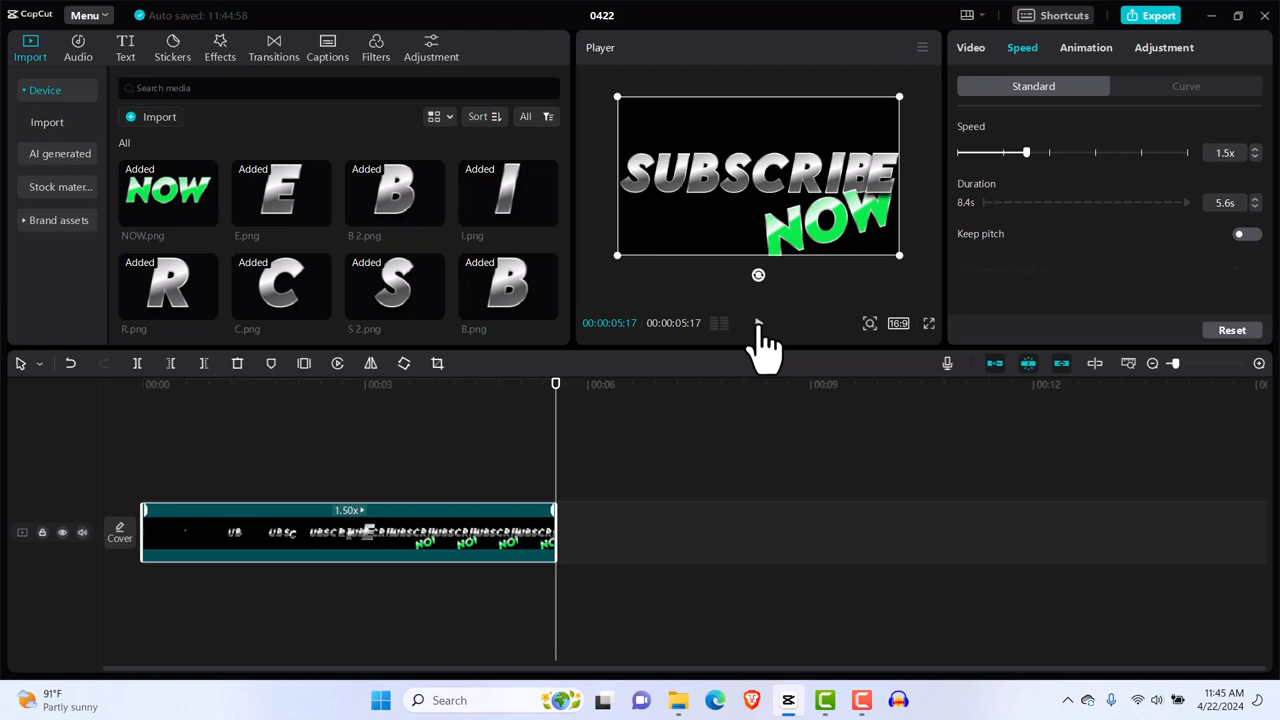 CapCut
Menu
Auto saved: 11:44:58
0422
Shortcuts
Export
Import
Audio
Text
Stickers
Effects
Transitions
Captions
Filters
Adjustment
Device
Import
AI generated
Stock mater...
Brand assets
Search media
Import
Sort
All
All
Added
NOW
NOW.png
Added
E
E.png
Added
B
B 2.png
Added
I
I.png
Added
R
R.png
Added
C
C.png
Added
S
S 2.png
Added
B
B.png
Player
SUBSCRIBE
NOW
00:00:05:17 / 00:00:05:17
16:9
Video
Speed
Animation
Adjustment
Standard
Curve
Speed
1.5x
Duration
8.4s
5.6s
Keep pitch
Reset
00:00
00:03
00:06
00:09
00:12
Cover
1.50x
91°F
Partly sunny
Search
11:45 AM
4/22/2024